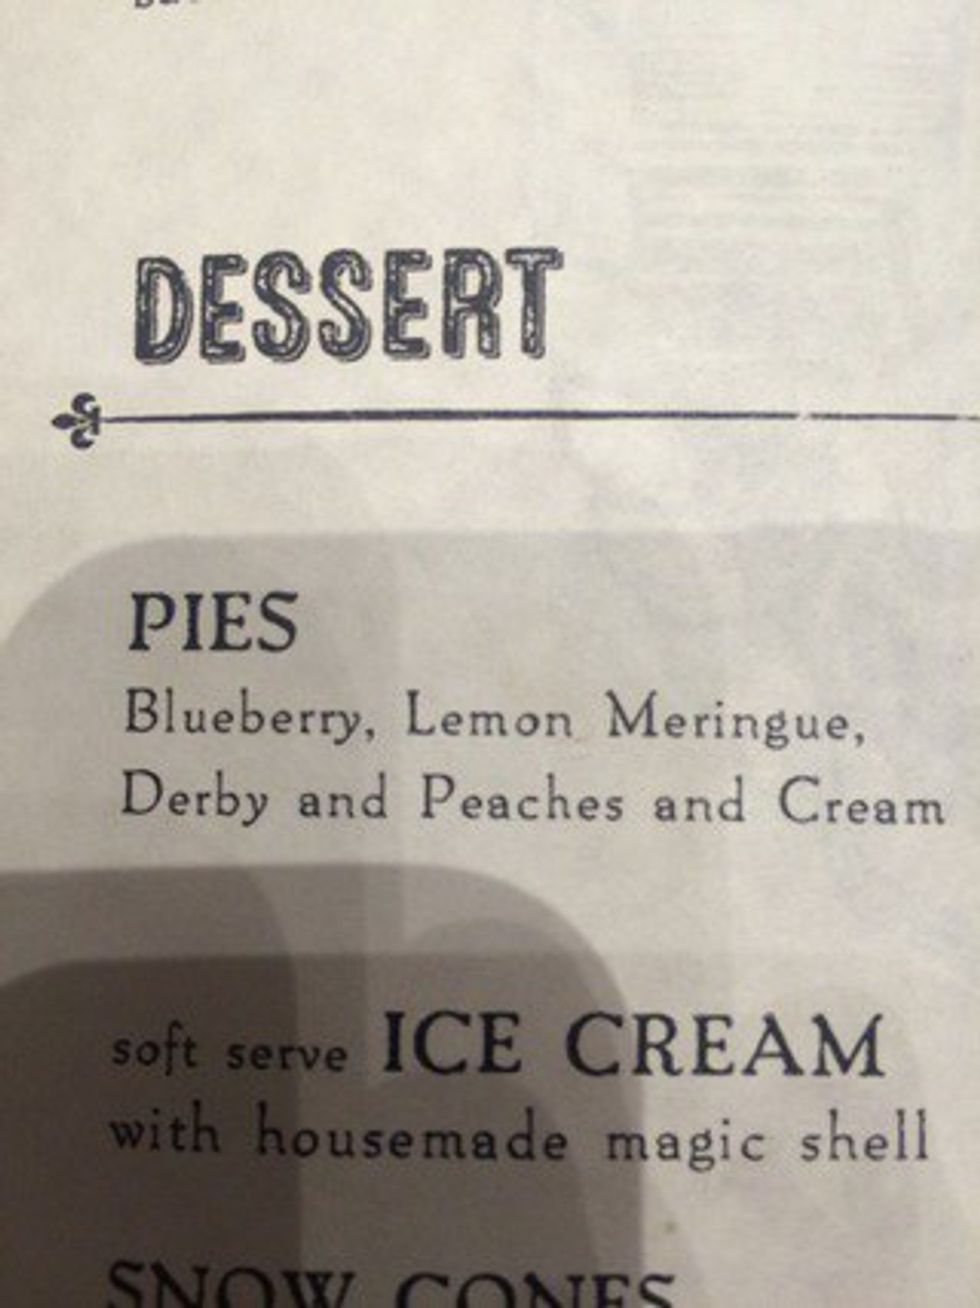 DESSERT
PIES
Blueberry, Lemon Meringue,
Derby and Peaches and Cream
soft serve ICE CREAM
with housemade magic shell
SNOW CONES